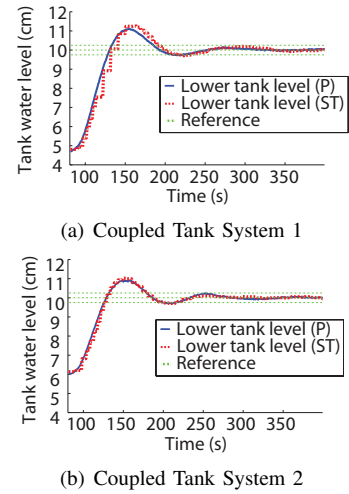 Tank water level (cm)
11
10
9
8
7
6
5
4
Lower tank level (P)
Lower tank level (ST)
Reference
100 150 200 250 300 350
Time (s)
(a) Coupled Tank System 1
Tank water level (cm)
12
11
10
9
8
7
6
5
4
Lower tank level (P)
Lower tank level (ST)
Reference
100 150 200 250 300 350
Time (s)
(b) Coupled Tank System 2